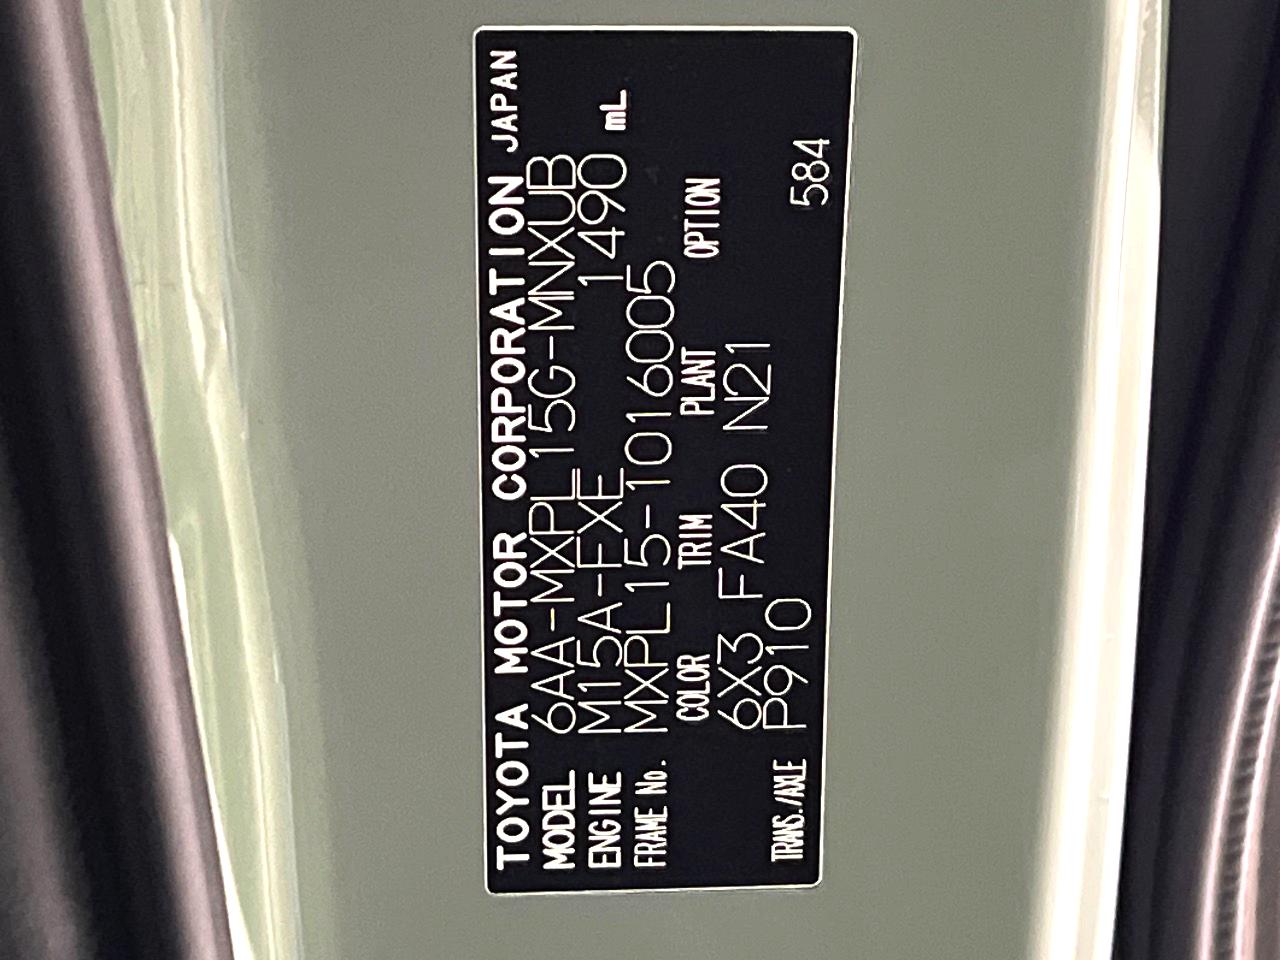 TOYOTA MOTOR CORPORATION JAPAN
MODEL 6AA-MXPL15G-MNXUB
ENGINE M15A-FXE 1490 mL
FRAME No. MXPL15-1016005
COLOR TRIM PLANT OPTION
6X3 FA40 N21
TRANS./AXLE P910 584